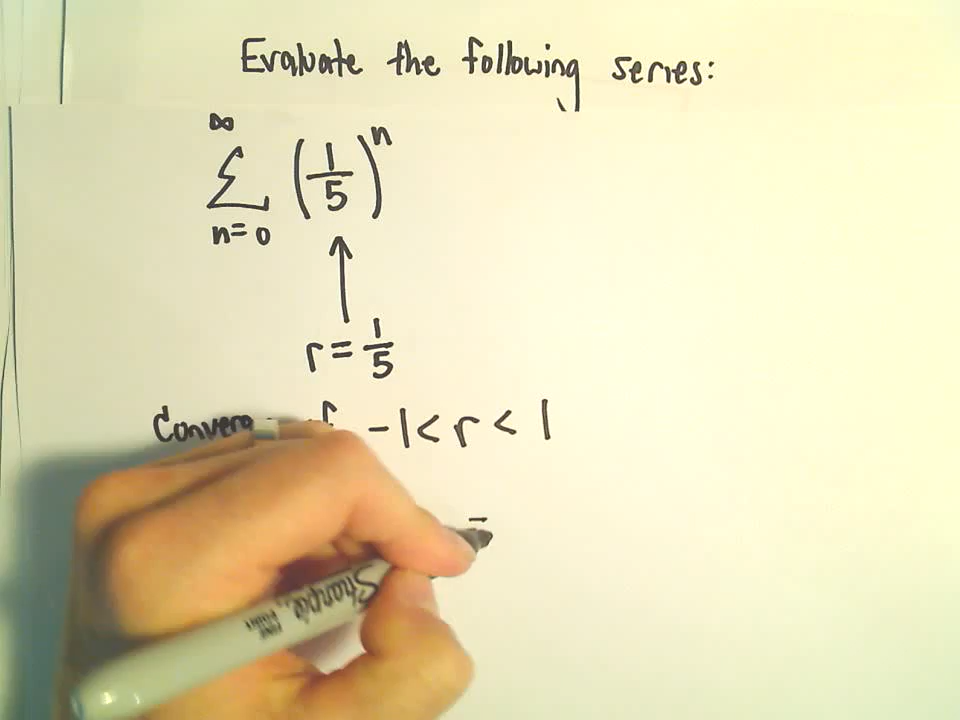 Evaluate the following series:
∞
Σ (1/5)^n
n=0
r = 1/5
-1 < r < 1
Sharpie